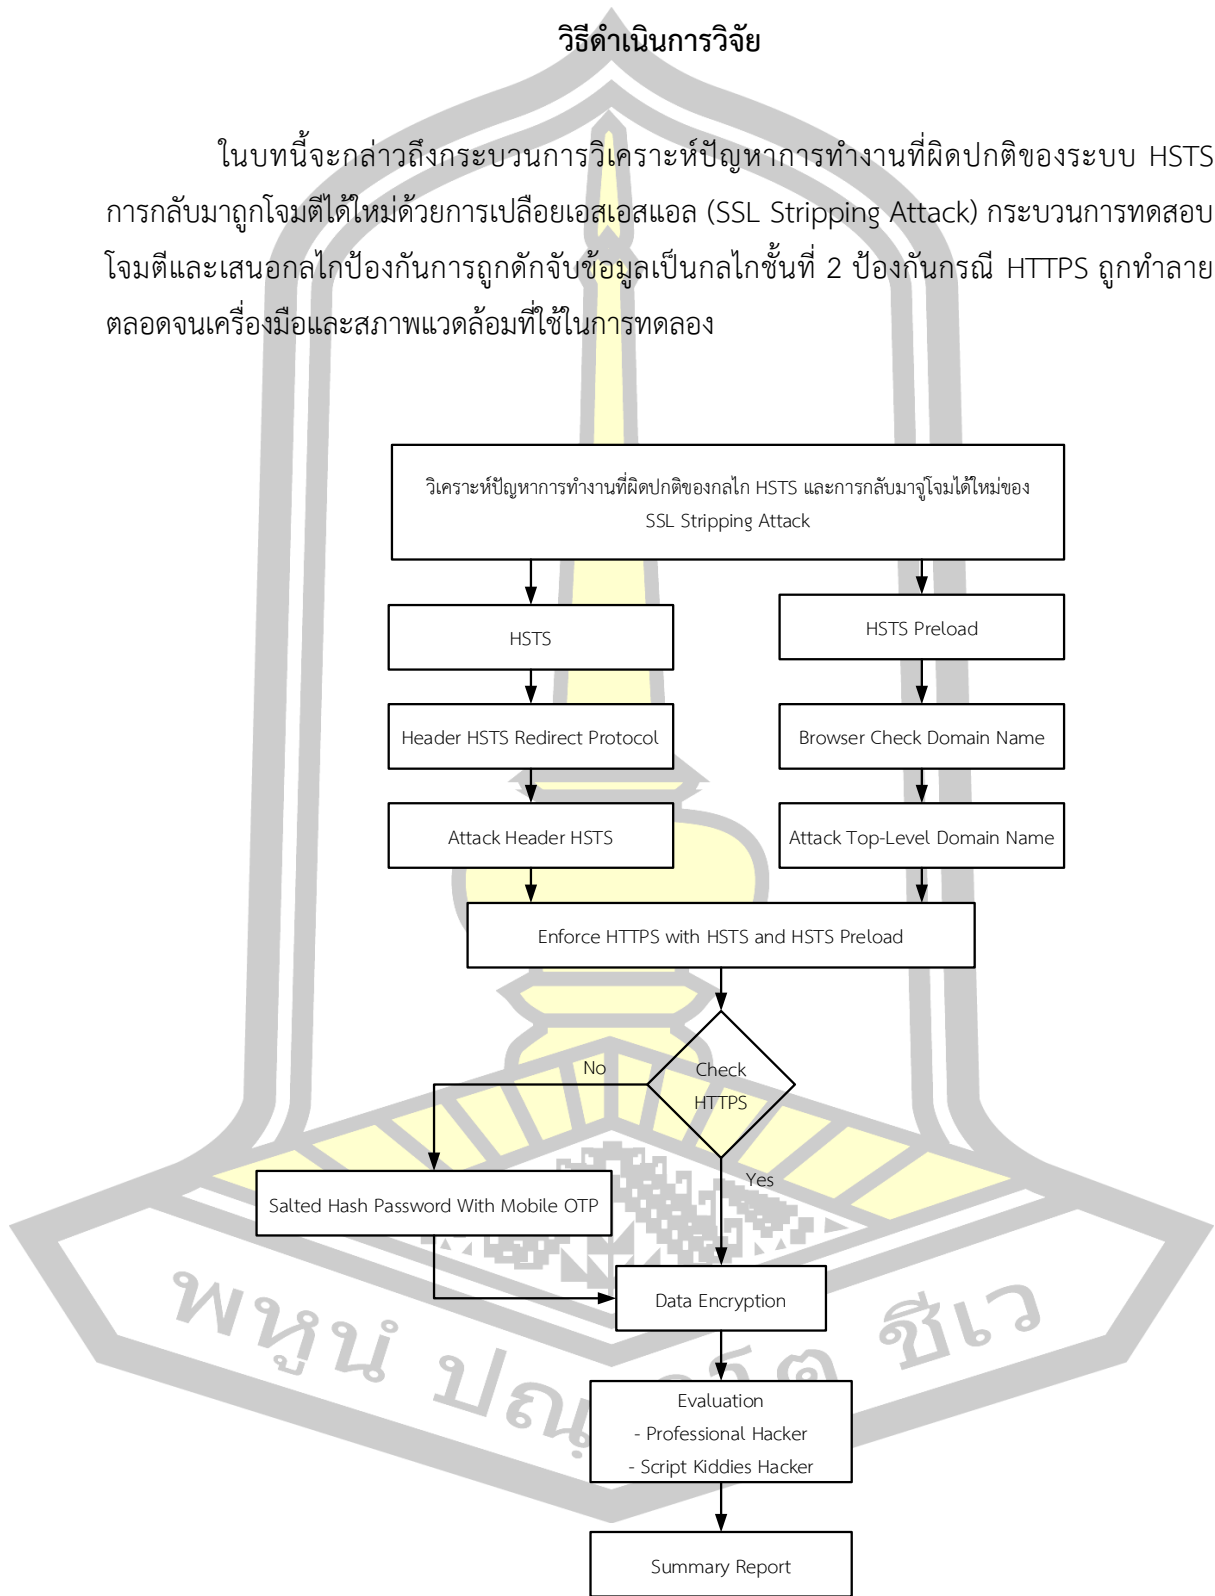 วิธีดำเนินการวิจัย
ในบทนี้จะกล่าวถึงกระบวนการวิเคราะห์ปัญหาการทำงานที่ผิดปกติของระบบ HSTS
การกลับมาถูกโจมตีได้ใหม่ด้วยการเปลือยเอสเอสแอล (SSL Stripping Attack) กระบวนการทดสอบ
โจมตีและเสนอกลไกป้องกันการถูกดักจับข้อมูลเป็นกลไกชั้นที่ 2 ป้องกันกรณี HTTPS ถูกทำลาย
ตลอดจนเครื่องมือและสภาพแวดล้อมที่ใช้ในการทดลอง
วิเคราะห์ปัญหาการทำงานที่ผิดปกติของกลไก HSTS และการกลับมาจู่โจมได้ใหม่ของ
SSL Stripping Attack
HSTS
HSTS Preload
Header HSTS Redirect Protocol
Browser Check Domain Name
Attack Header HSTS
Attack Top-Level Domain Name
Enforce HTTPS with HSTS and HSTS Preload
Check
HTTPS
No
Yes
Salted Hash Password With Mobile OTP
Data Encryption
Evaluation
- Professional Hacker
- Script Kiddies Hacker
Summary Report
พหูนํ ชีเว